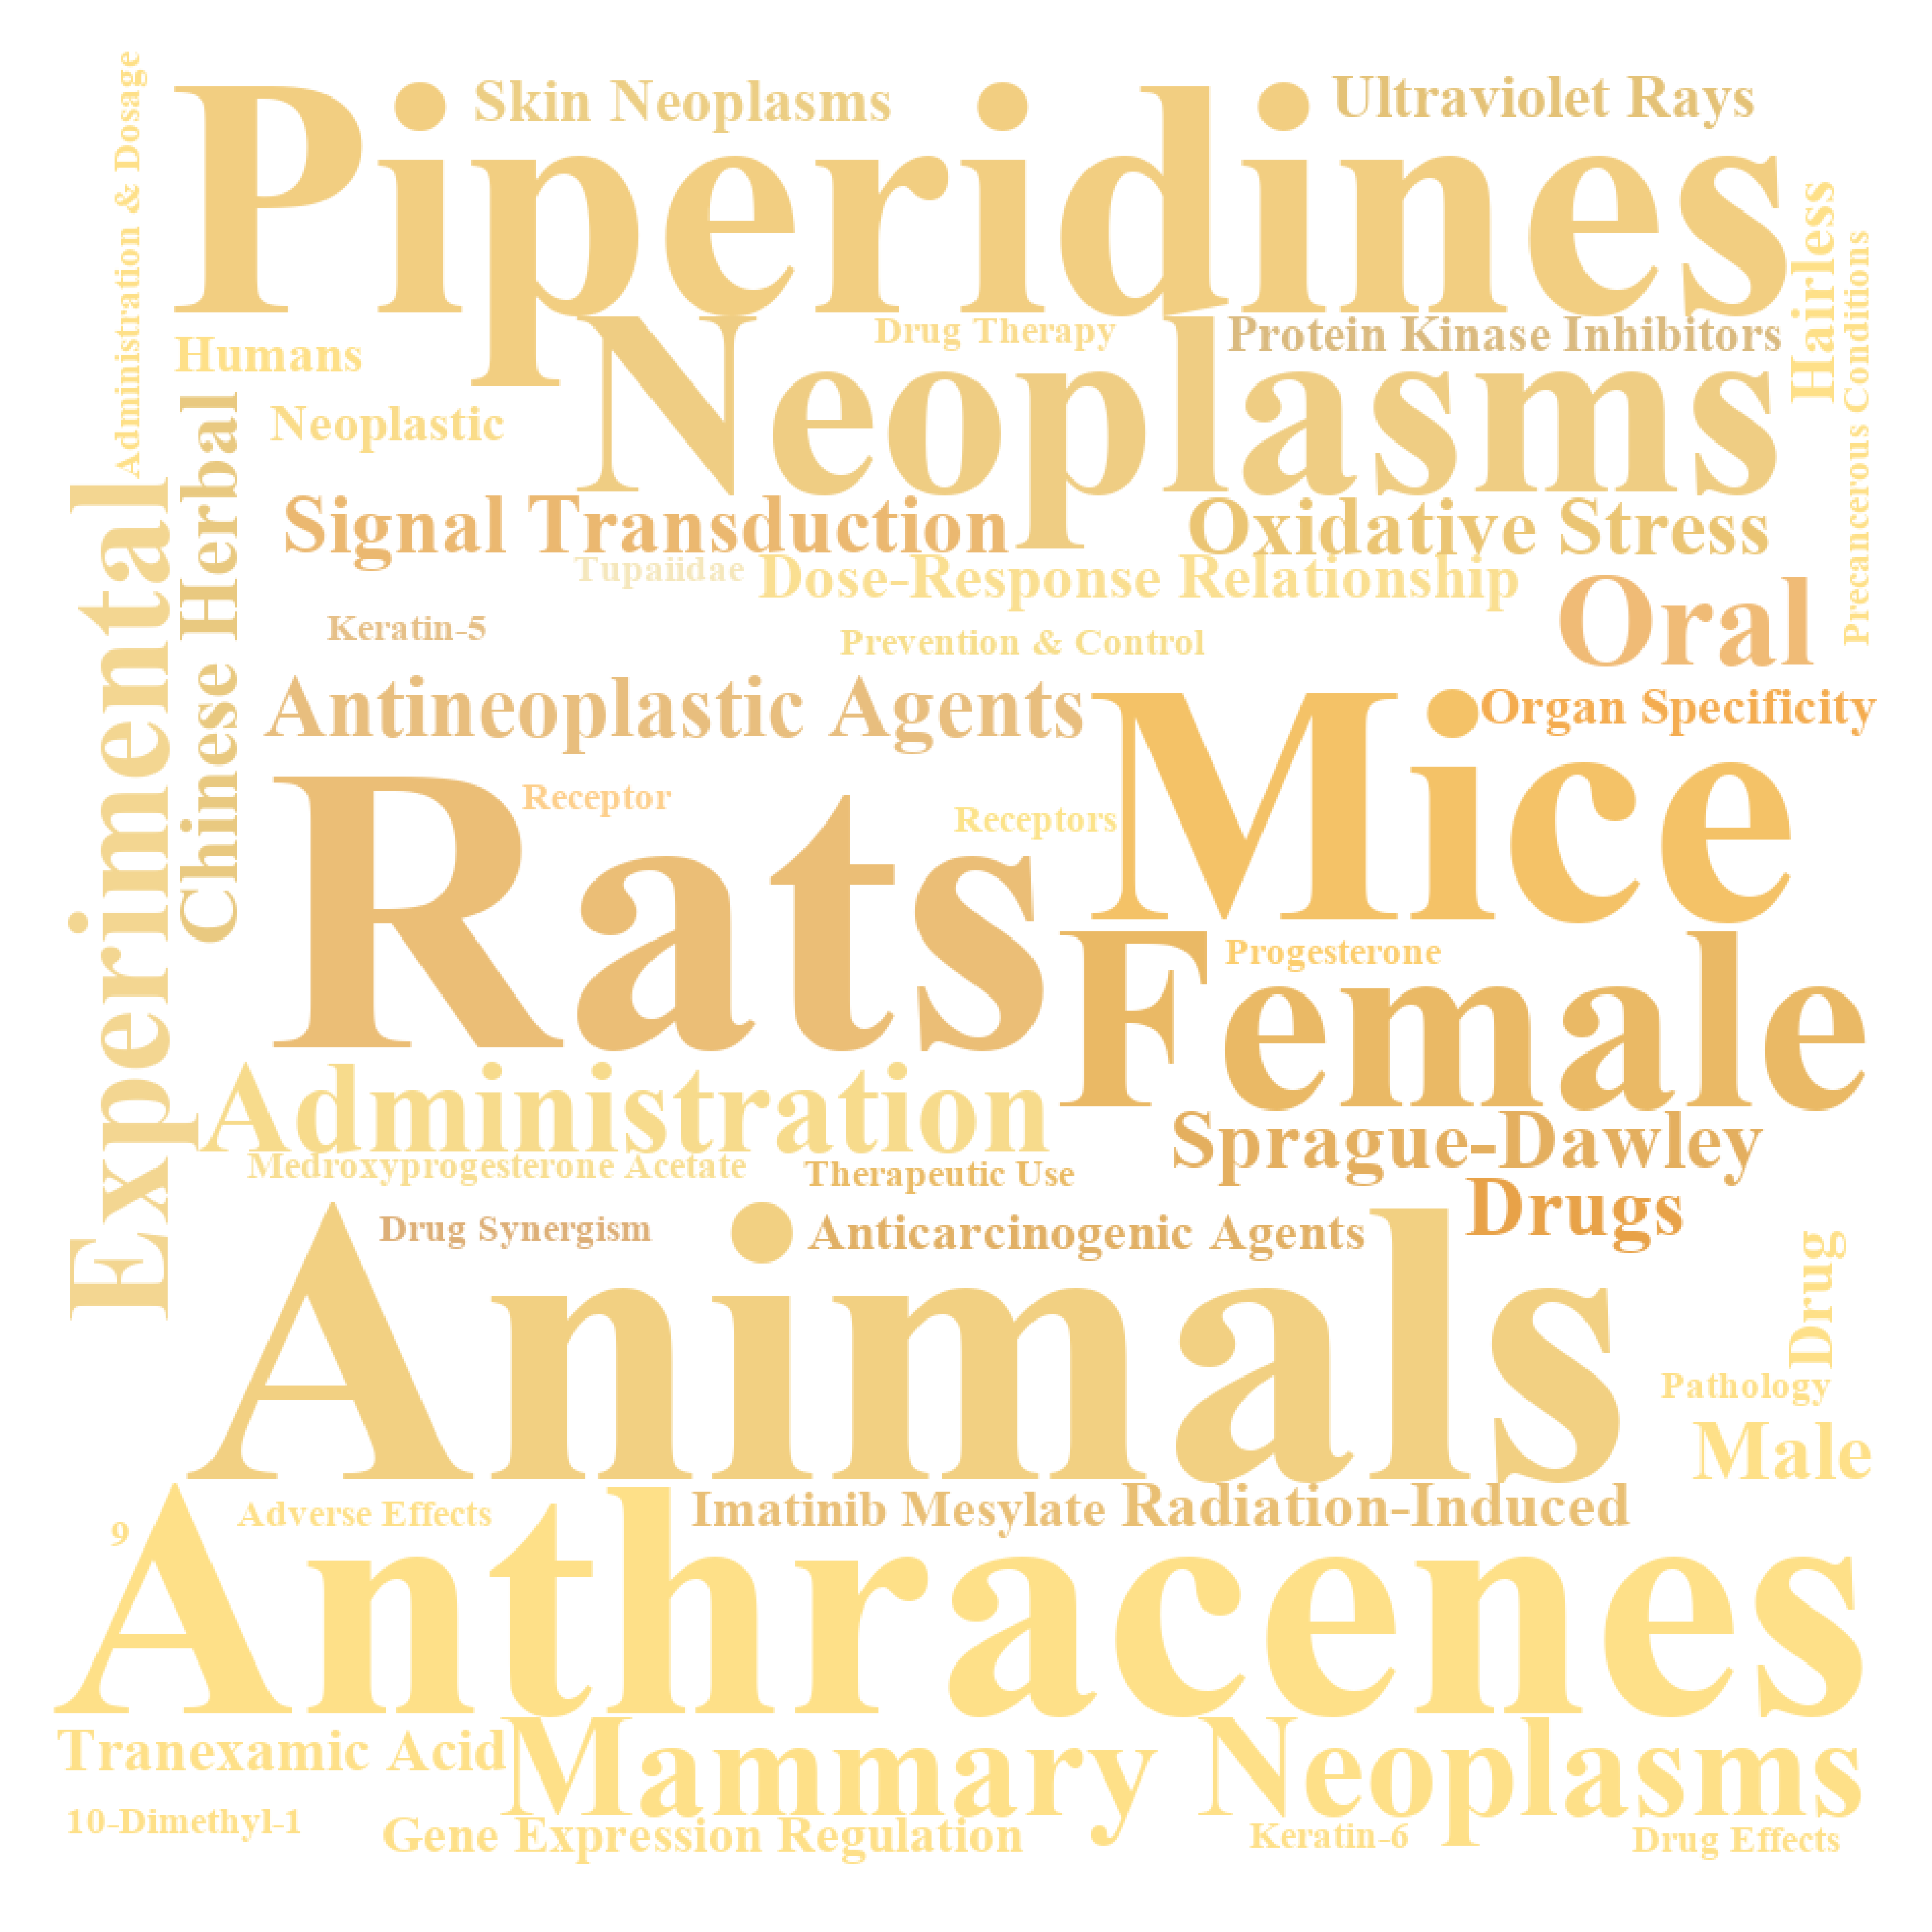 Administration & Dosage
Piperidines
Skin Neoplasms
Ultraviolet Rays
Hairless
Precancerous Conditions
Humans
Drug Therapy
Protein Kinase Inhibitors
Neoplasms
Neoplastic
Experimental
Chinese Herbal
Signal Transduction
Oxidative Stress
Tupaiidae
Dose-Response Relationship
Oral
Keratin-5
Prevention & Control
Antineoplastic Agents
Mice
Organ Specificity
Rats
Receptor
Receptors
Female
Progesterone
Administration
Sprague-Dawley
Medroxyprogesterone Acetate
Therapeutic Use
Drugs
Drug Synergism
Anticarcinogenic Agents
Animals
Drug
Pathology
Male
9
Adverse Effects
Imatinib Mesylate
Radiation-Induced
Anthracenes
Tranexamic Acid
Mammary Neoplasms
10-Dimethyl-1
Gene Expression Regulation
Keratin-6
Drug Effects